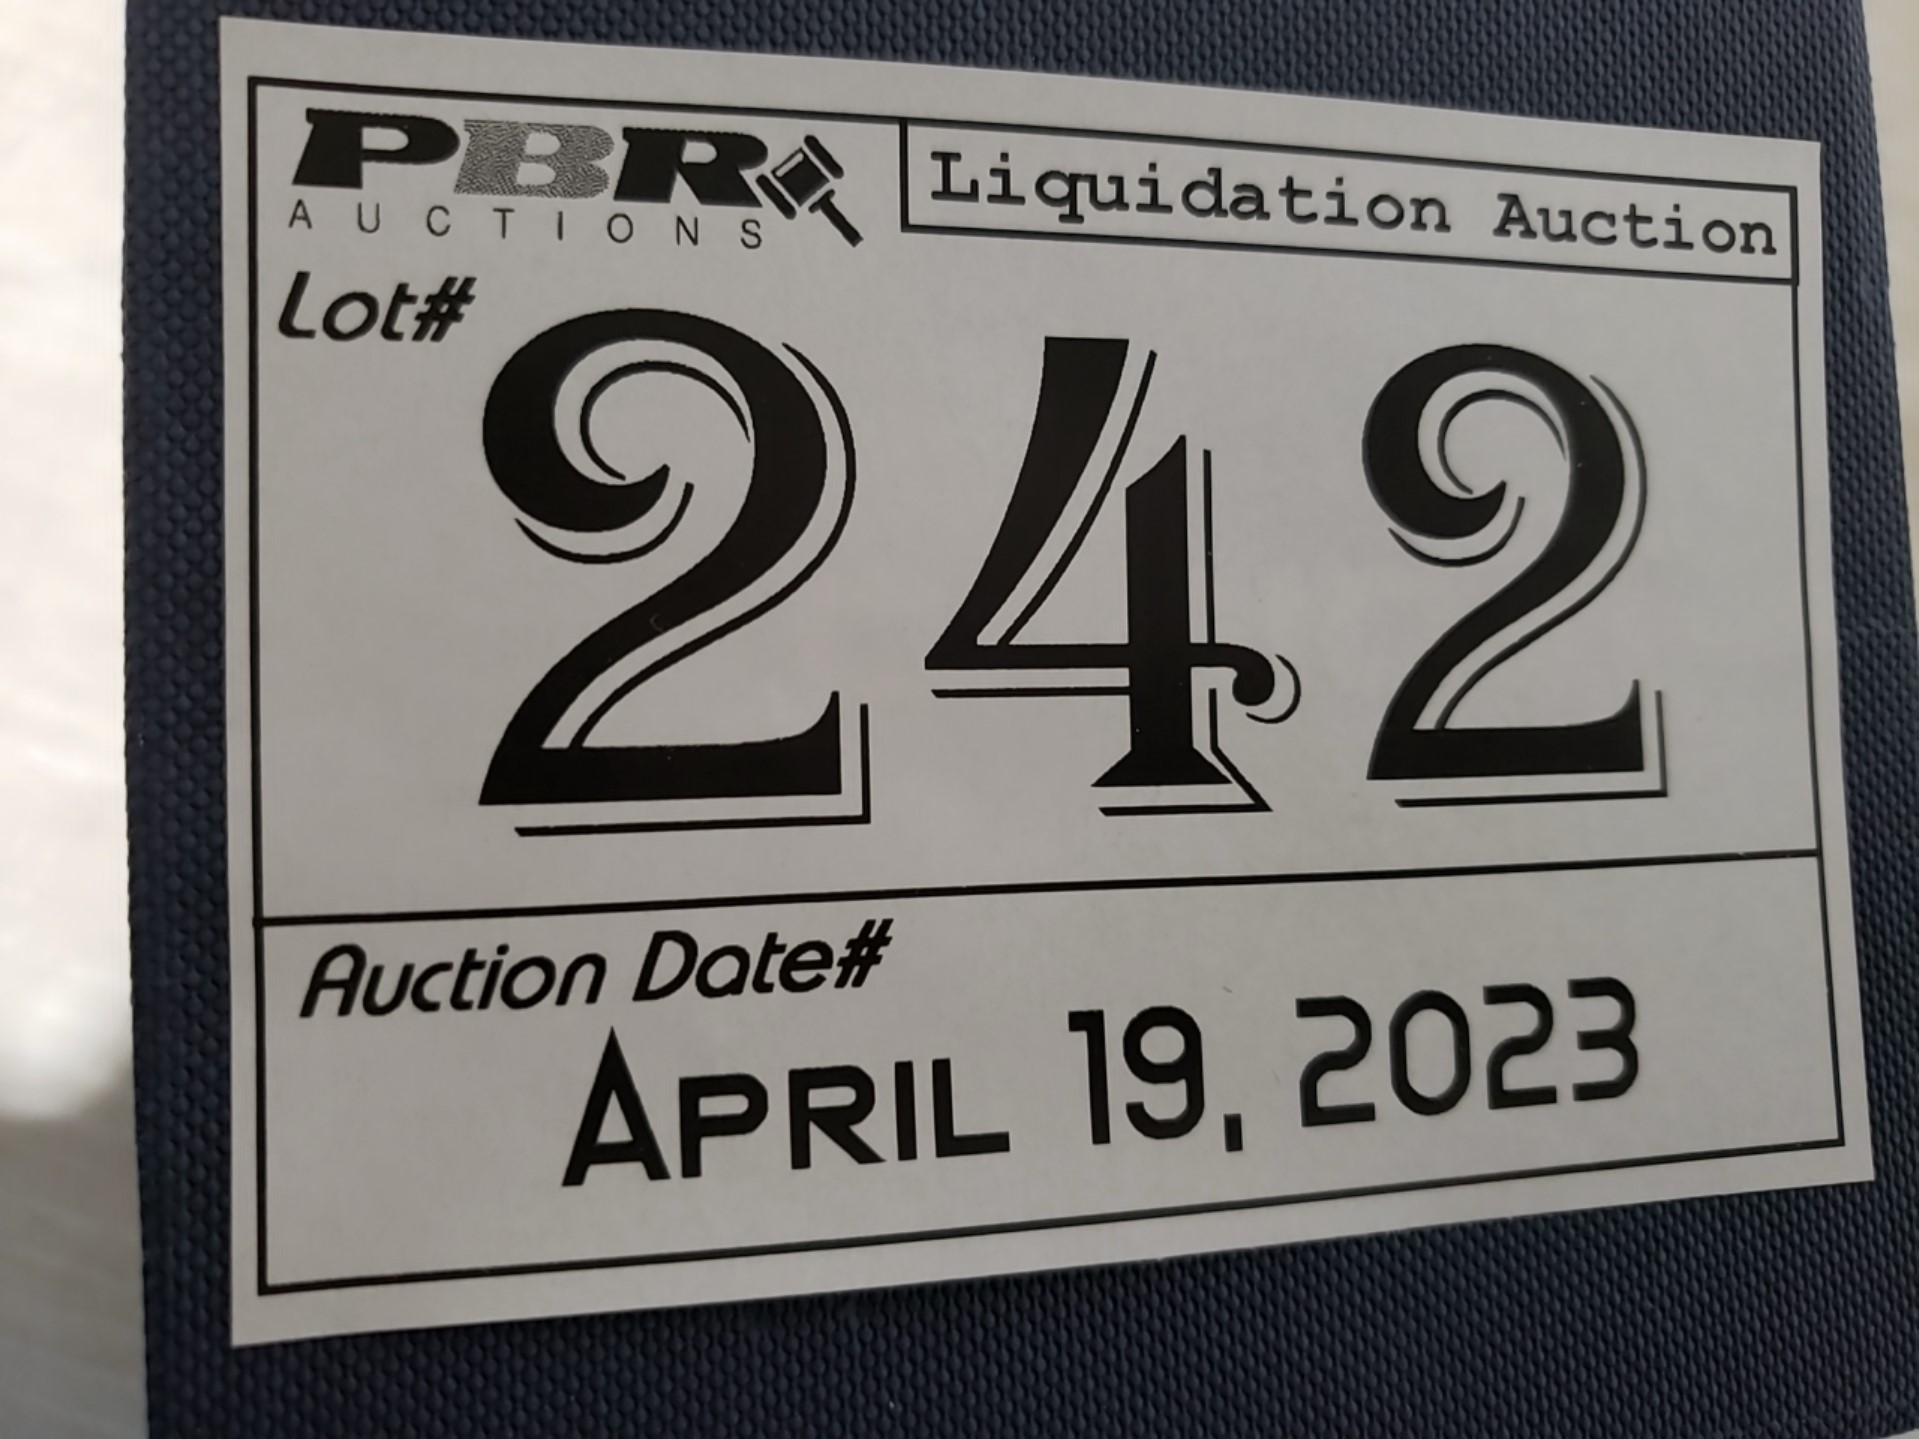 PBR
AUCTIONS
Liquidation Auction
Lot#
242
Auction Date#
APRIL 19, 2023